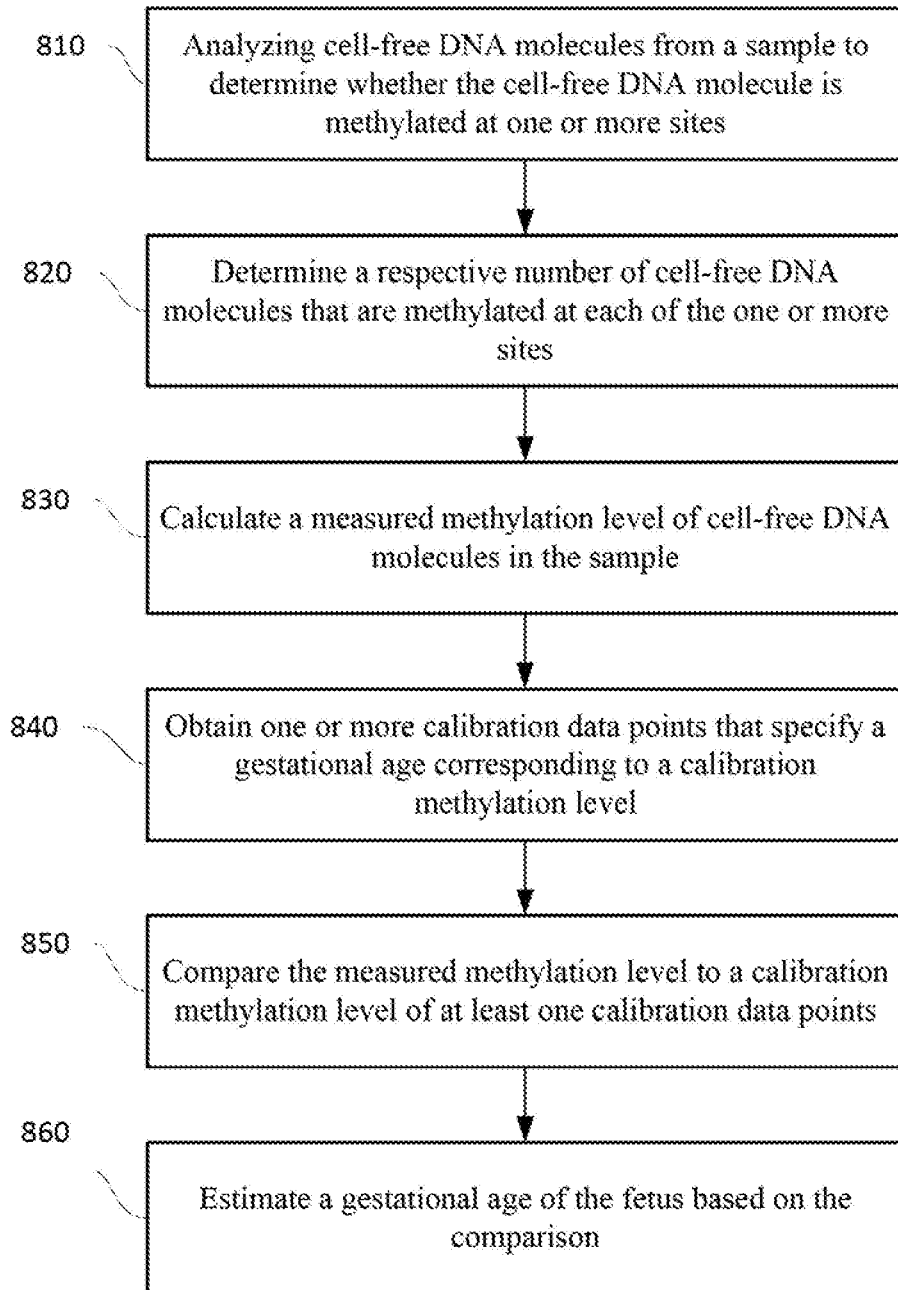 810
Analyzing cell-free DNA molecules from a sample to
determine whether the cell-free DNA molecule is
methylated at one or more sites
820
Determine a respective number of cell-free DNA
molecules that are methylated at each of the one or more
sites
830
Calculate a measured methylation level of cell-free DNA
molecules in the sample
840
Obtain one or more calibration data points that specify a
gestational age corresponding to a calibration
methylation level
850
Compare the measured methylation level to a calibration
methylation level of at least one calibration data points
860
Estimate a gestational age of the fetus based on the
comparison